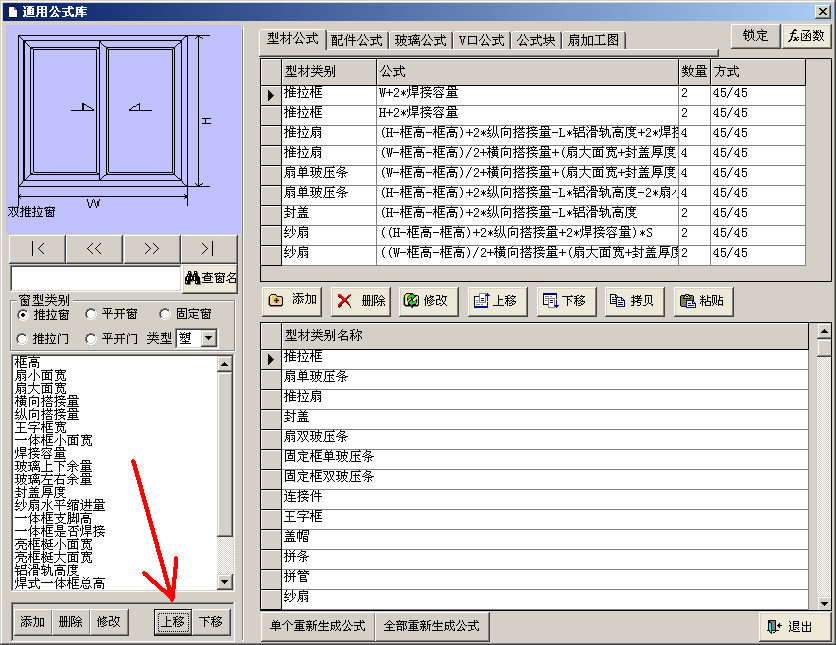 通用公式库
型材公式 配件公式 玻璃公式 V口公式 公式块 扇加工图 锁定 fx函数
H
W
双推拉窗
|< << >> >|
查窗名
窗型类别
推拉窗 平开窗 固定窗
推拉门 平开门 类型 塑
框高
扇小面宽
扇大面宽
横向搭接量
纵向搭接量
王字框宽
一体框小面宽
焊接容量
玻璃上下余量
玻璃左右余量
封盖厚度
纱扇水平缩进量
一体框支脚高
一体框是否焊接
亮框梃小面宽
亮框梃大面宽
铝滑轨高度
焊式一体框总高
添加 删除 修改 上移 下移
型材类别 公式 数量 方式
推拉框 W+2*焊接容量 2 45/45
推拉框 H+2*焊接容量 2 45/45
推拉扇 (H-框高-框高)+2*纵向搭接量-L*铝滑轨高度+2*焊接 4 45/45
推拉扇 (W-框高-框高)/2+横向搭接量+(扇大面宽+封盖厚度 4 45/45
扇单玻压条 (W-框高-框高)/2+横向搭接量+(扇大面宽+封盖厚度 4 45/45
扇单玻压条 (H-框高-框高)+2*纵向搭接量-L*铝滑轨高度-2*扇 4 45/45
封盖 (H-框高-框高)+2*纵向搭接量-L*铝滑轨高度 2 45/45
纱扇 ((H-框高-框高)+2*纵向搭接量+2*焊接容量)*S 2 45/45
纱扇 ((W-框高-框高)/2+横向搭接量+(扇大面宽+封盖厚度 2 45/45
添加 删除 修改 上移 下移 拷贝 粘贴
型材类别名称
推拉框
扇单玻压条
推拉扇
封盖
扇双玻压条
固定框单玻压条
固定框双玻压条
连接件
王字框
盖帽
拼条
拼管
纱扇
单个重新生成公式 全部重新生成公式 退出